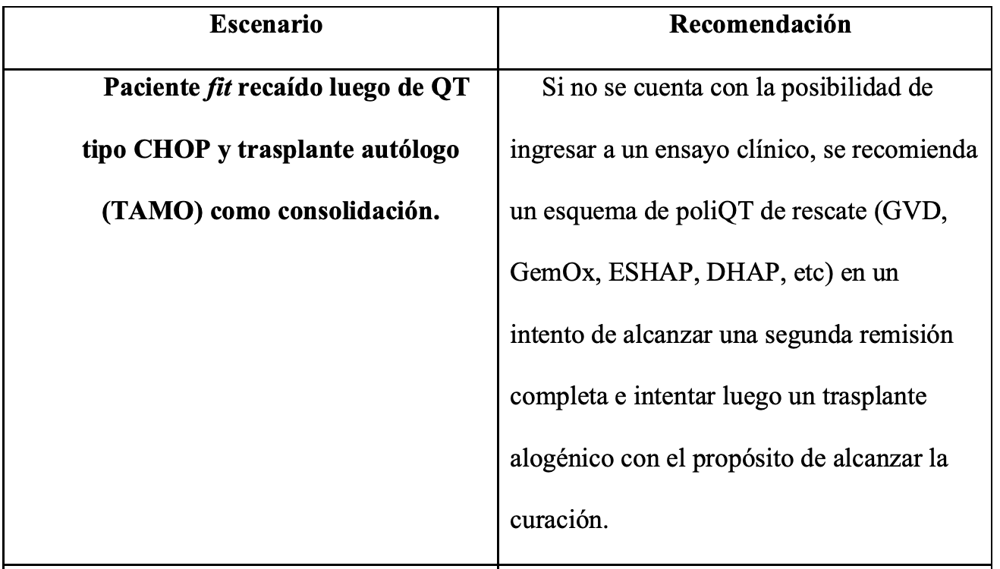 Escenario
Recomendación
Paciente fit recaído luego de QT
tipo CHOP y trasplante autólogo
(TAMO) como consolidación.
Si no se cuenta con la posibilidad de
ingresar a un ensayo clínico, se recomienda
un esquema de poliQT de rescate (GVD,
GemOx, ESHAP, DHAP, etc) en un
intento de alcanzar una segunda remisión
completa e intentar luego un trasplante
alogénico con el propósito de alcanzar la
curación.